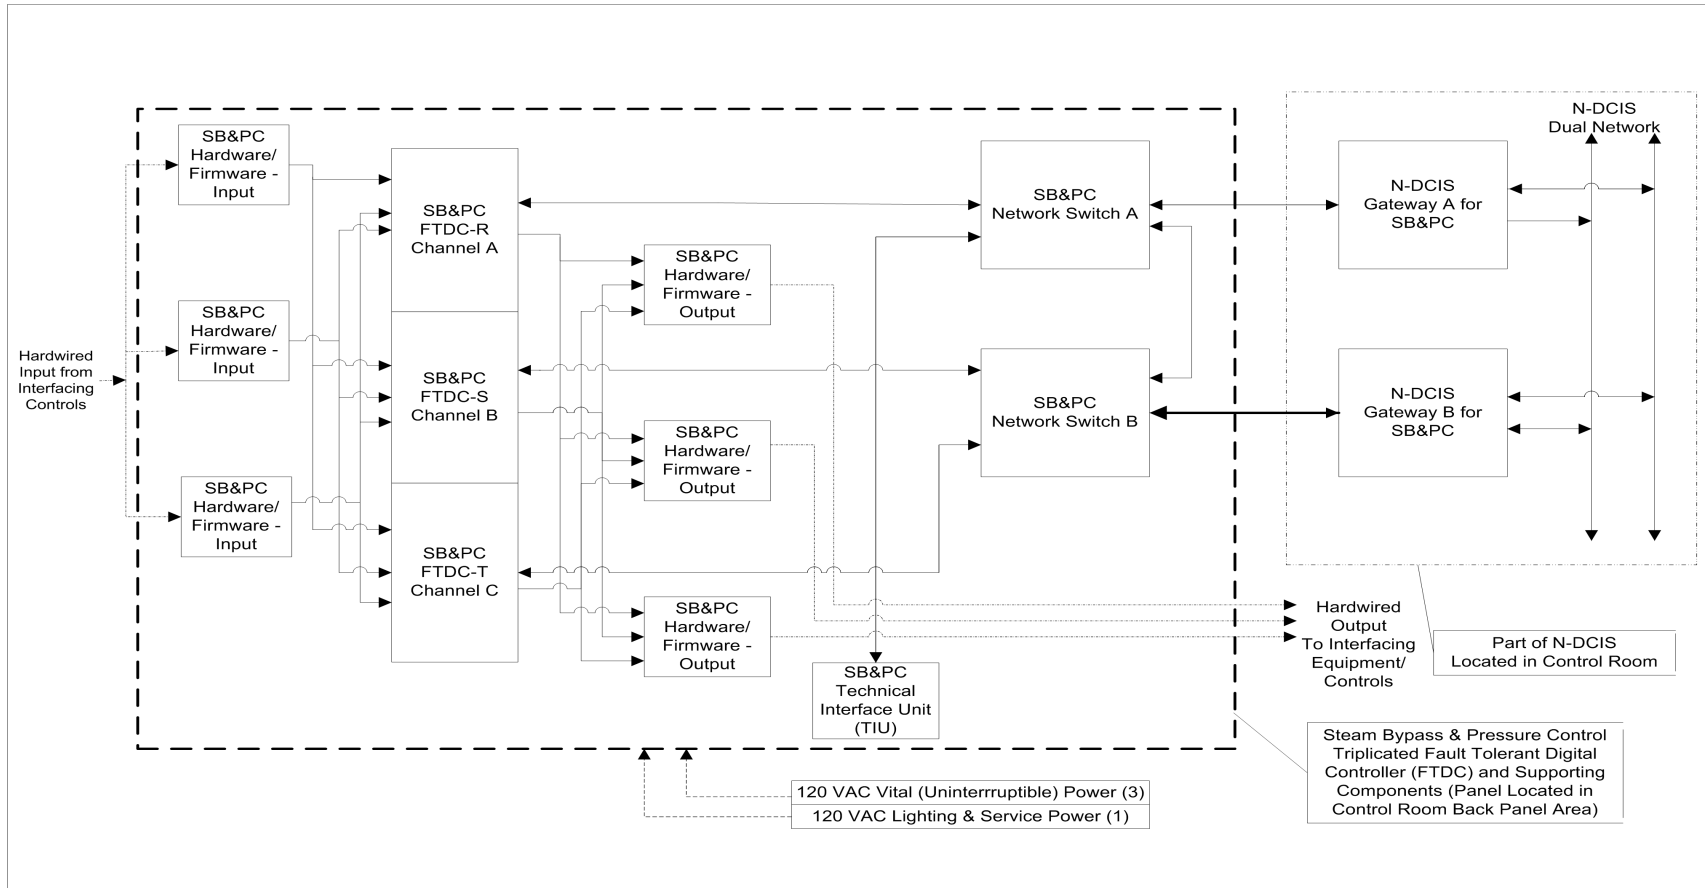 Hardwired
Input from
Interfacing
Controls
SB&PC
Hardware/
Firmware -
Input
SB&PC
Hardware/
Firmware -
Input
SB&PC
Hardware/
Firmware -
Input
SB&PC
FTDC-R
Channel A
SB&PC
FTDC-S
Channel B
SB&PC
FTDC-T
Channel C
SB&PC
Hardware/
Firmware -
Output
SB&PC
Hardware/
Firmware -
Output
SB&PC
Hardware/
Firmware -
Output
SB&PC
Technical
Interface Unit
(TIU)
SB&PC
Network Switch A
SB&PC
Network Switch B
N-DCIS
Gateway A for
SB&PC
N-DCIS
Gateway B for
SB&PC
N-DCIS
Dual Network
Hardwired
Output
To Interfacing
Equipment/
Controls
Part of N-DCIS
Located in Control Room
Steam Bypass & Pressure Control
Triplicated Fault Tolerant Digital
Controller (FTDC) and Supporting
Components (Panel Located in
Control Room Back Panel Area)
120 VAC Vital (Uninterrruptible) Power (3)
120 VAC Lighting & Service Power (1)